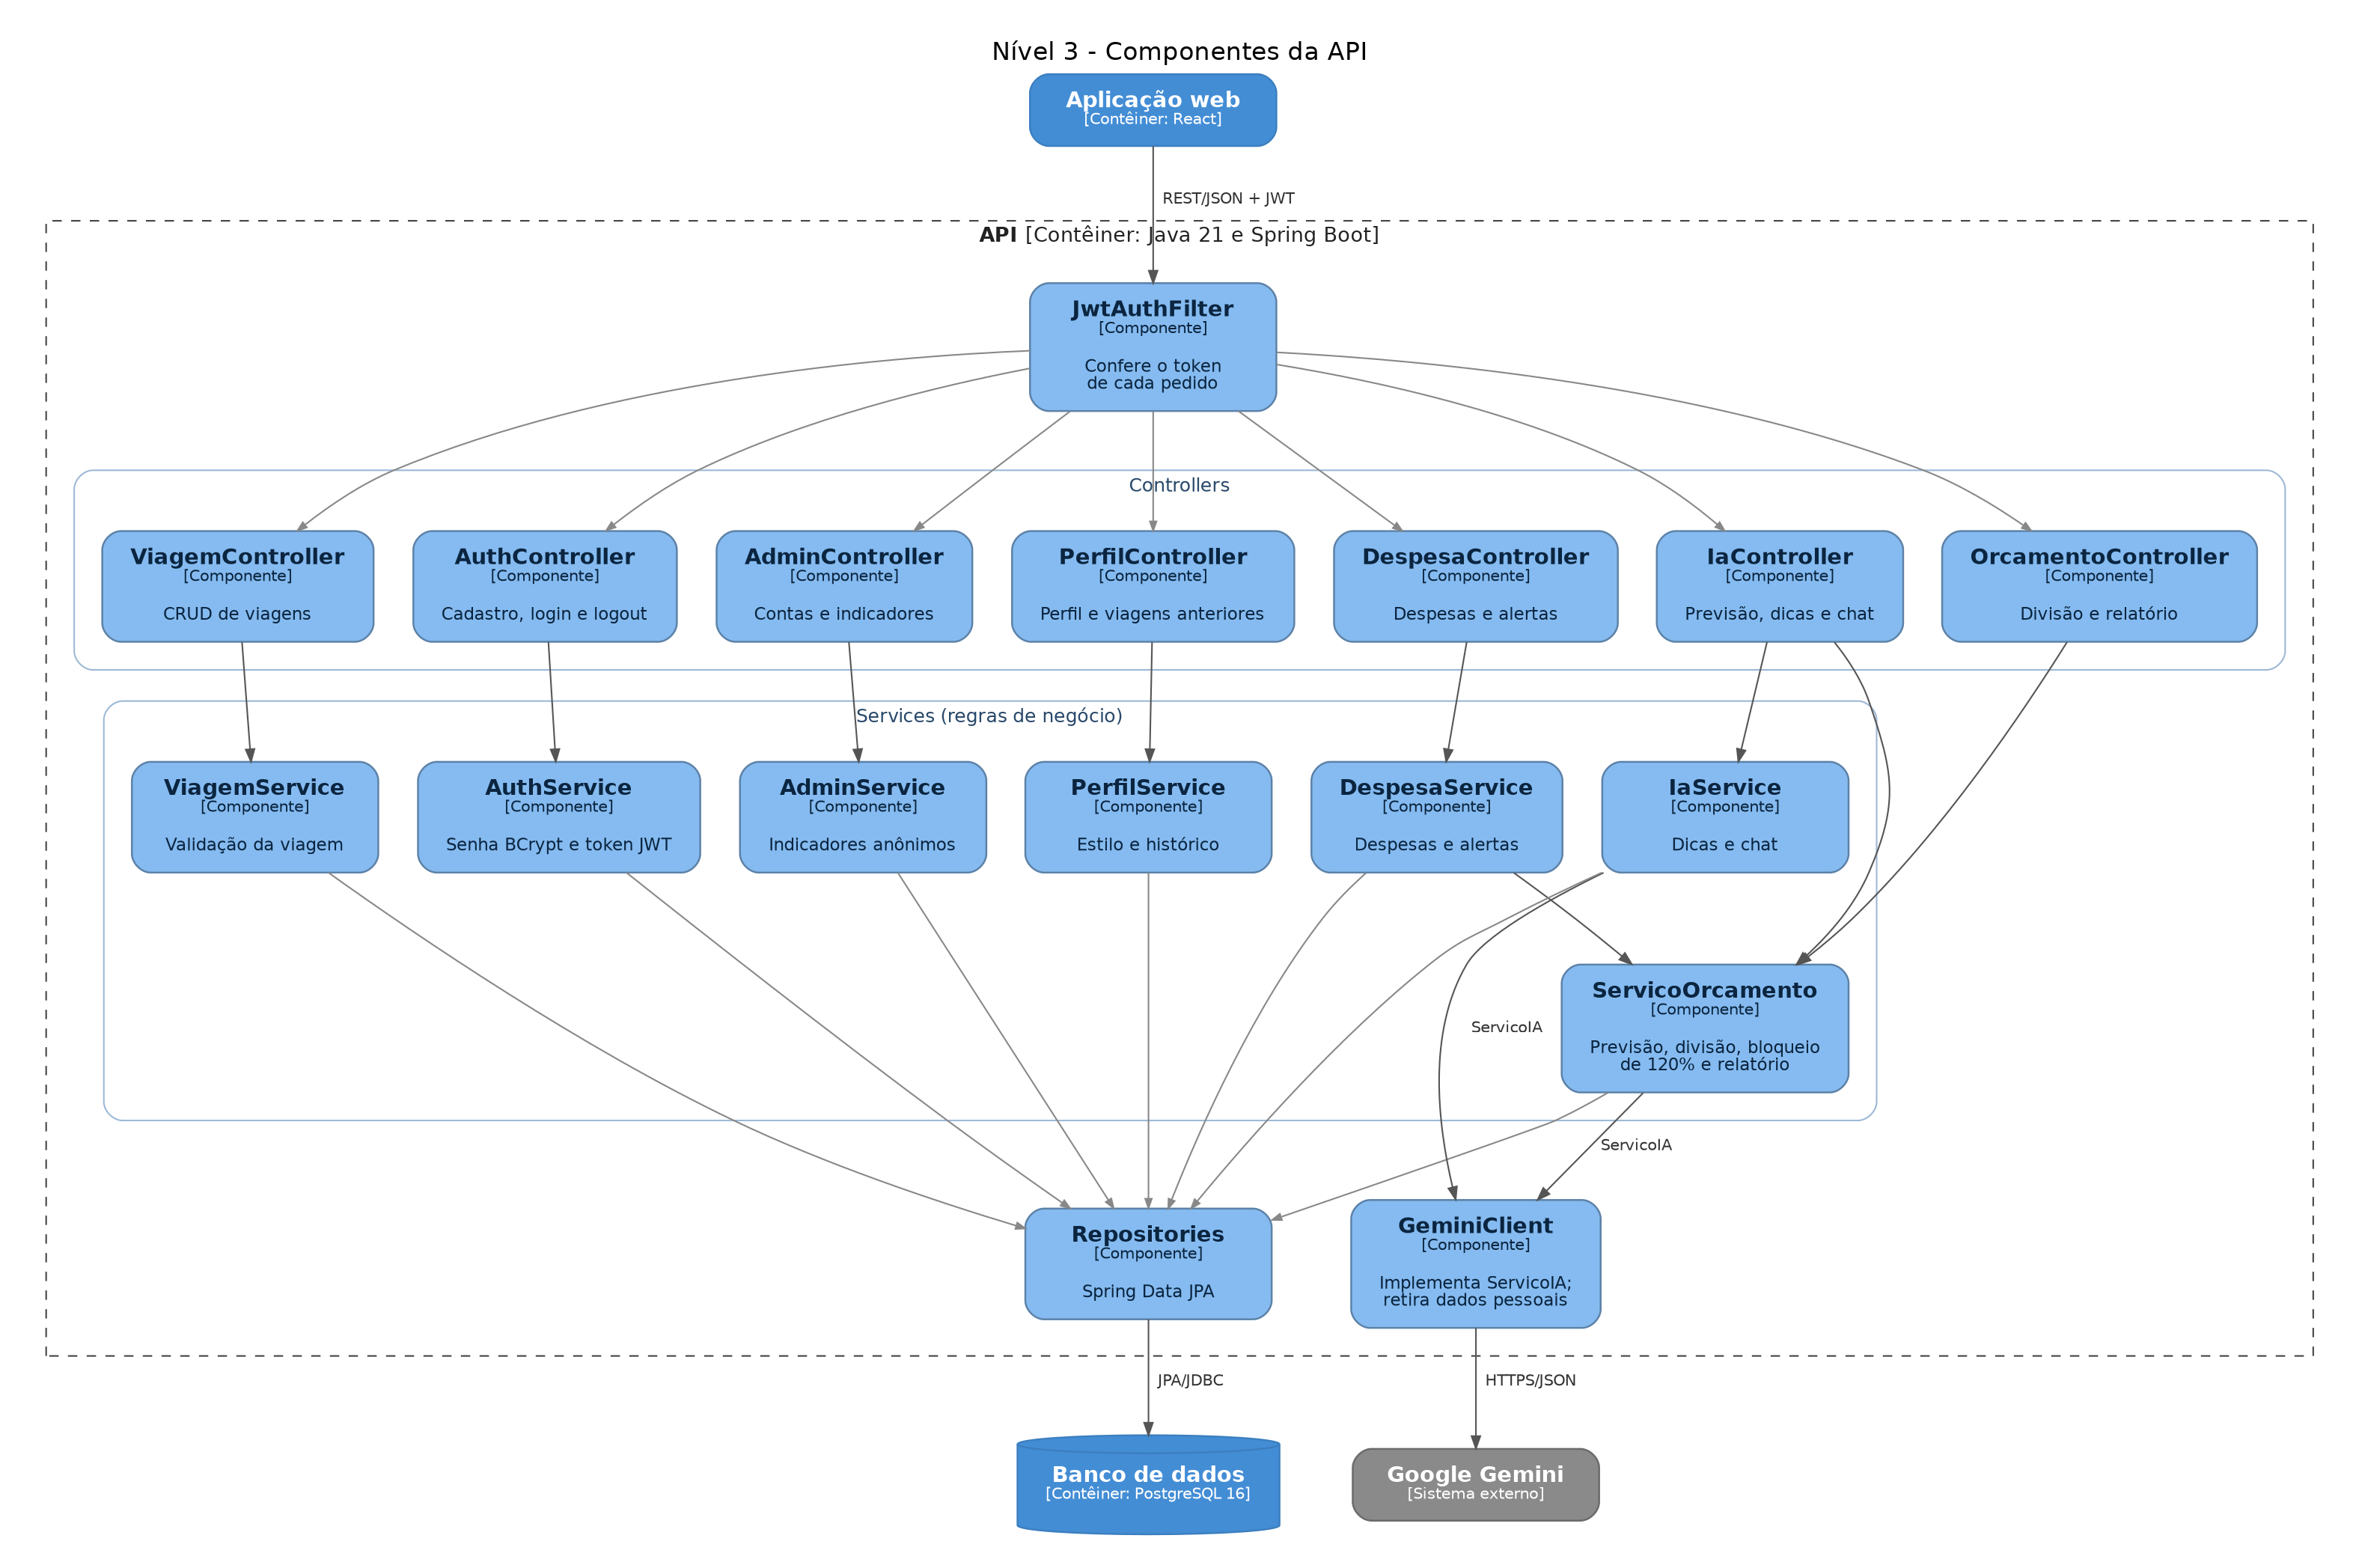 Nível 3 - Componentes da API
Aplicação web
[Contêiner: React]
REST/JSON + JWT
API [Contêiner: Java 21 e Spring Boot]
JwtAuthFilter
[Componente]
Confere o token
de cada pedido
Controllers
ViagemController
[Componente]
CRUD de viagens
AuthController
[Componente]
Cadastro, login e logout
AdminController
[Componente]
Contas e indicadores
PerfilController
[Componente]
Perfil e viagens anteriores
DespesaController
[Componente]
Despesas e alertas
IaController
[Componente]
Previsão, dicas e chat
OrcamentoController
[Componente]
Divisão e relatório
Services (regras de negócio)
ViagemService
[Componente]
Validação da viagem
AuthService
[Componente]
Senha BCrypt e token JWT
AdminService
[Componente]
Indicadores anônimos
PerfilService
[Componente]
Estilo e histórico
DespesaService
[Componente]
Despesas e alertas
IaService
[Componente]
Dicas e chat
ServicoIA
ServicoOrcamento
[Componente]
Previsão, divisão, bloqueio
de 120% e relatório
ServicoIA
Repositories
[Componente]
Spring Data JPA
GeminiClient
[Componente]
Implementa ServicoIA;
retira dados pessoais
JPA/JDBC
HTTPS/JSON
Banco de dados
[Contêiner: PostgreSQL 16]
Google Gemini
[Sistema externo]